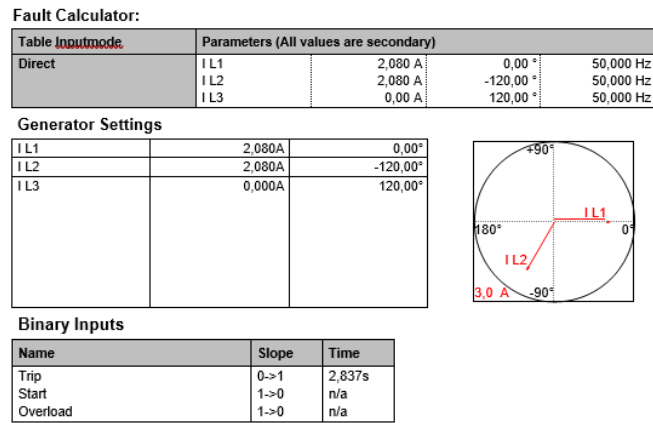 Fault Calculator:
Table Inputmode Parameters (All values are secondary)
Direct I L1 2,080 A 0,00 ° 50,000 Hz
I L2 2,080 A -120,00 ° 50,000 Hz
I L3 0,00 A 120,00 ° 50,000 Hz
Generator Settings
I L1 2,080A 0,00°
I L2 2,080A -120,00°
I L3 0,000A 120,00°
+90°
I L1
180° 0°
I L2
3,0 A -90°
Binary Inputs
Name Slope Time
Trip 0->1 2,837s
Start 1->0 n/a
Overload 1->0 n/a